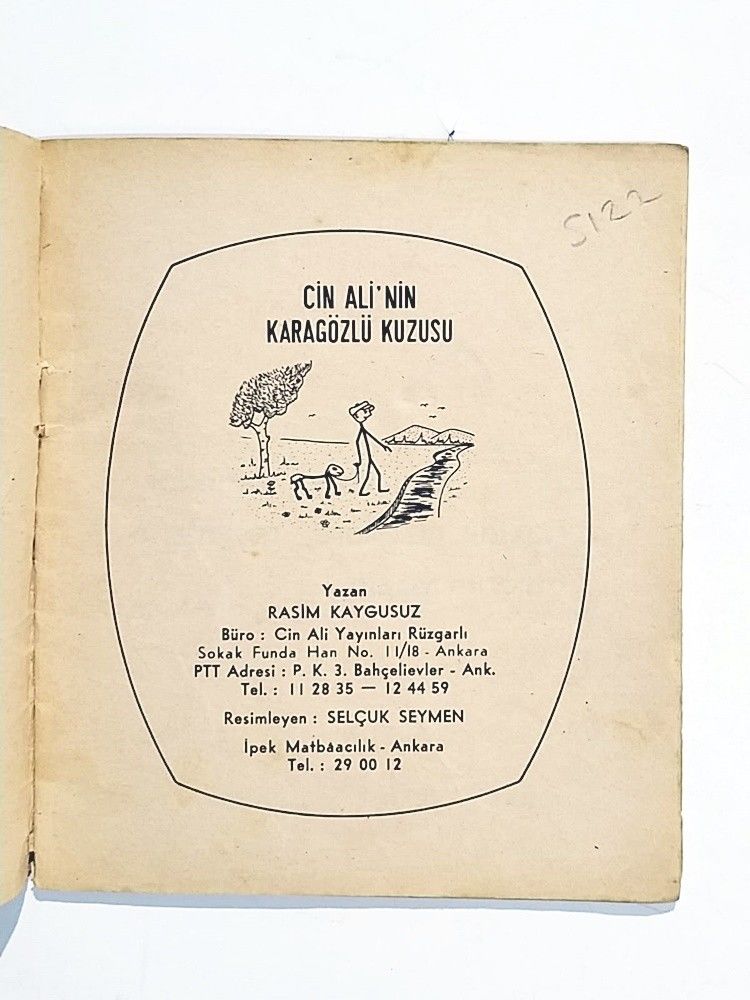 5122
CİN ALİ'NİN
KARAGÖZLÜ KUZUSU
Yazan
RASİM KAYGUSUZ
Büro : Cin Ali Yayınları Rüzgarlı
Sokak Funda Han No. 11/18 - Ankara
PTT Adresi : P. K. 3. Bahçelievler - Ank.
Tel. : 11 28 35 — 12 44 59
Resimleyen : SELÇUK SEYMEN
İpek Matbâacılık - Ankara
Tel. : 29 00 12